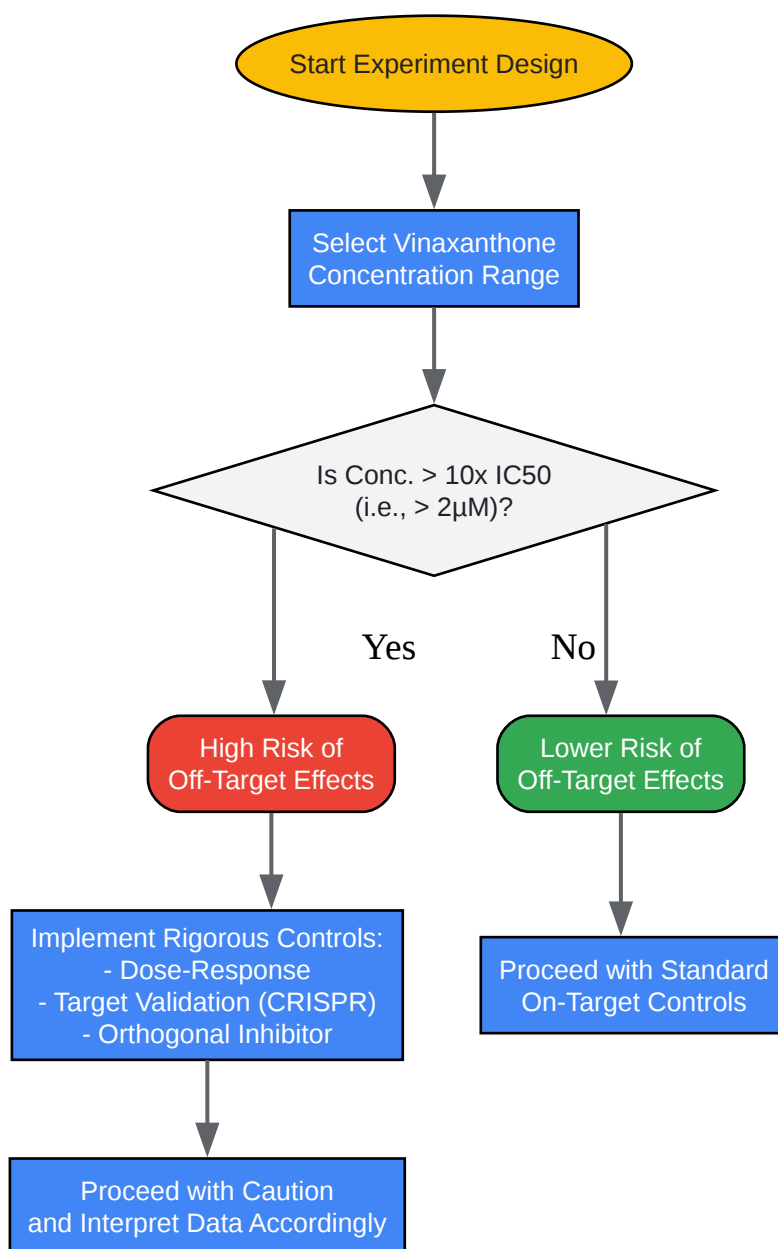 Start Experiment Design
Select Vinaxanthone
Concentration Range
Is Conc. > 10x IC50
(i.e., > 2µM)?
Yes
No
High Risk of
Off-Target Effects
Lower Risk of
Off-Target Effects
Implement Rigorous Controls:
- Dose-Response
- Target Validation (CRISPR)
- Orthogonal Inhibitor
Proceed with Standard
On-Target Controls
Proceed with Caution
and Interpret Data Accordingly